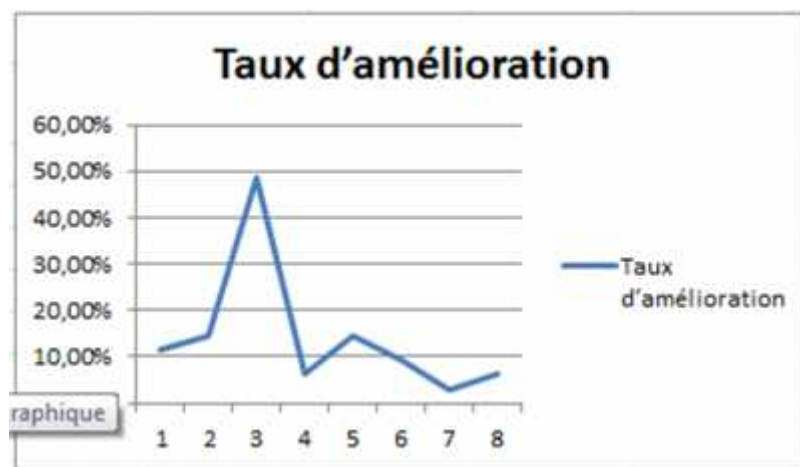 Taux d'amélioration
60,00%
50,00%
40,00%
30,00%
20,00%
10,00%
raphique
1 2 3 4 5 6 7 8
Taux
d'amélioration